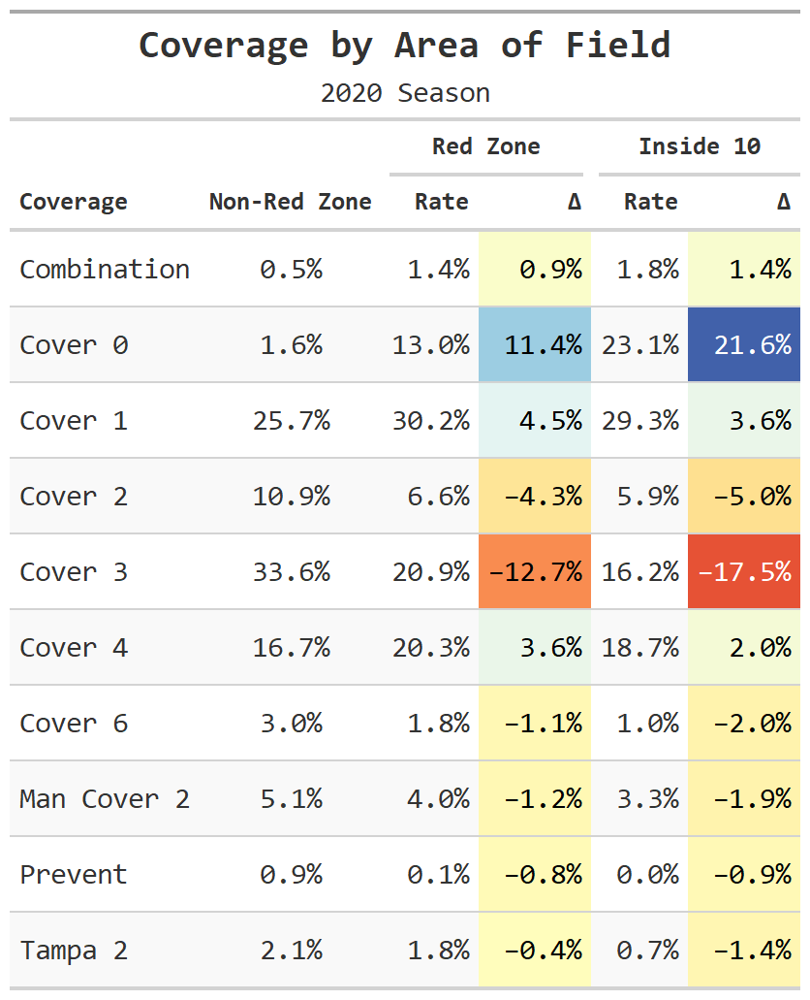 Coverage by Area of Field
2020 Season
Red Zone Inside 10
Coverage Non-Red Zone Rate Δ Rate Δ
Combination 0.5% 1.4% 0.9% 1.8% 1.4%
Cover 0 1.6% 13.0% 11.4% 23.1% 21.6%
Cover 1 25.7% 30.2% 4.5% 29.3% 3.6%
Cover 2 10.9% 6.6% −4.3% 5.9% −5.0%
Cover 3 33.6% 20.9% −12.7% 16.2% −17.5%
Cover 4 16.7% 20.3% 3.6% 18.7% 2.0%
Cover 6 3.0% 1.8% −1.1% 1.0% −2.0%
Man Cover 2 5.1% 4.0% −1.2% 3.3% −1.9%
Prevent 0.9% 0.1% −0.8% 0.0% −0.9%
Tampa 2 2.1% 1.8% −0.4% 0.7% −1.4%